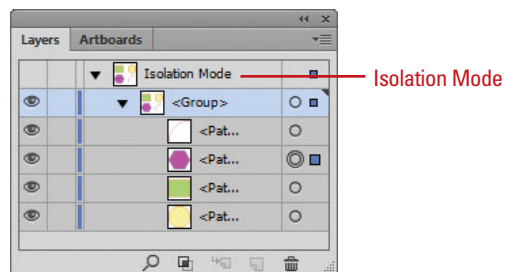 Layers Artboards
Isolation Mode
Isolation Mode
<Group>
<Pat...
<Pat...
<Pat...
<Pat...